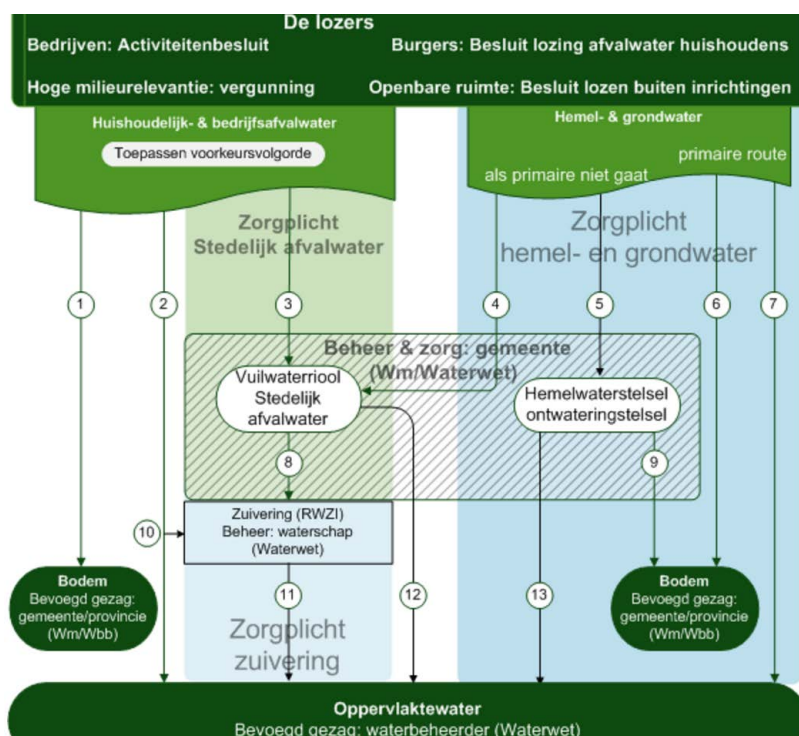 De lozers
Bedrijven: Activiteitenbesluit
Burgers: Besluit lozing afvalwater huishoudens
Hoge milieurelevantie: vergunning
Openbare ruimte: Besluit lozen buiten inrichtingen
Huishoudelijk- & bedrijfsafvalwater
Toepassen voorkeursvolgorde
Hemel- & grondwater
primaire route
als primaire niet gaat
Zorgplicht
Stedelijk afvalwater
Zorgplicht
hemel- en grondwater
1
2
3
4
5
6
7
Beheer & zorg: gemeente
(Wm/Waterwet)
Vuilwaterriool
Stedelijk
afvalwater
Hemelwaterstelsel
ontwateringstelsel
8
9
10
Zuivering (RWZI)
Beheer: waterschap
(Waterwet)
11
12
13
Bodem
Bevoegd gezag:
gemeente/provincie
(Wm/Wbb)
Bodem
Bevoegd gezag:
gemeente/provincie
(Wm/Wbb)
Zorgplicht
zuivering
Oppervlaktewater
Bevoegd gezag: waterbeheerder (Waterwet)